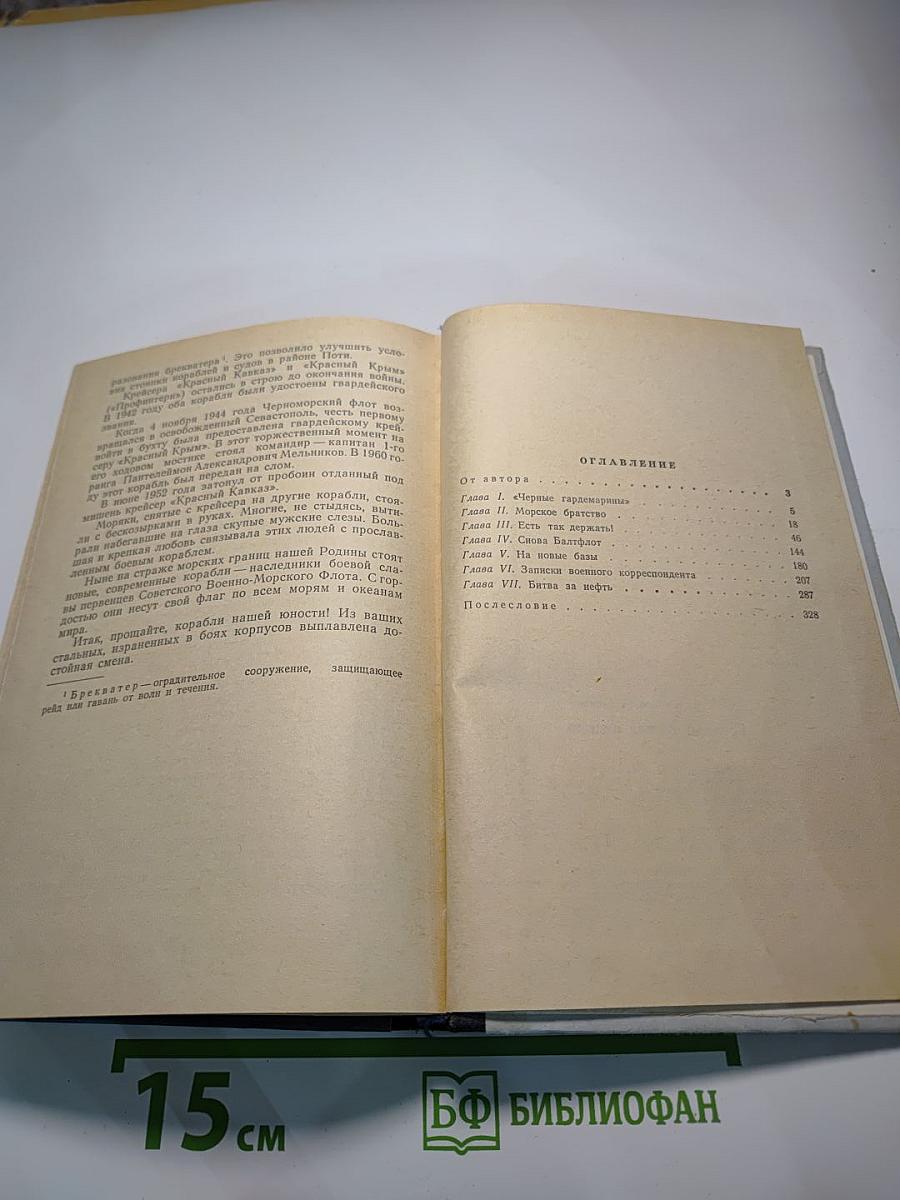 разования брекватера ¹. Это позволило улучшить усло-
вия стоянки кораблей и судов в районе Поти.
Крейсера «Красный Кавказ» и «Красный Крым»
(«Профинтерн») остались в строю до окончания войны.
В 1942 году оба корабля были удостоены гвардейского
звания.
Когда 4 ноября 1944 года Черноморский флот воз-
вращался в освобожденный Севастополь, честь первому
войти в бухту была предоставлена гвардейскому крей-
серу «Красный Крым». В этот торжественный момент на
его ходовом мостике стоял командир — капитан 1-го
ранга Пантелеймон Александрович Мельников. В 1960 го-
ду этот корабль был передан на слом.
В июне 1952 года затонул от пробоин отданный под
мишень крейсер «Красный Кавказ».
Моряки, снятые с крейсера на другие корабли, стоя-
ли с бескозырками в руках. Многие, не стыдясь, выти-
рали набегавшие на глаза скупые мужские слезы. Боль-
шая и крепкая любовь связывала этих людей с прослав-
ленным боевым кораблем.
Ныне на страже морских границ нашей Родины стоят
новые, современные корабли — наследники боевой сла-
вы первенцев Советского Военно-Морского Флота. С гор-
достью они несут свой флаг по всем морям и океанам
мира.
Итак, прощайте, корабли нашей юности! Из ваших
стальных, израненных в боях корпусов выплавлена до-
стойная смена.
¹ Брекватер — оградительное сооружение, защищающее
рейд или гавань от волн и течения.
ОГЛАВЛЕНИЕ
От автора . . . . . . . . . . . . . . . . . 3
Глава I. «Черные гардемарины» . . . . . . . . . 5
Глава II. Морское братство . . . . . . . . . . 18
Глава III. Есть так держать! . . . . . . . . . . 46
Глава IV. Снова Балтфлот . . . . . . . . . . 144
Глава V. На новые базы . . . . . . . . . . 180
Глава VI. Записки военного корреспондента . . . . . . 207
Глава VII. Битва за нефть . . . . . . . . . . 287
Послесловие . . . . . . . . . . . . . . . 328
15 см
БФ БИБЛИОФАН